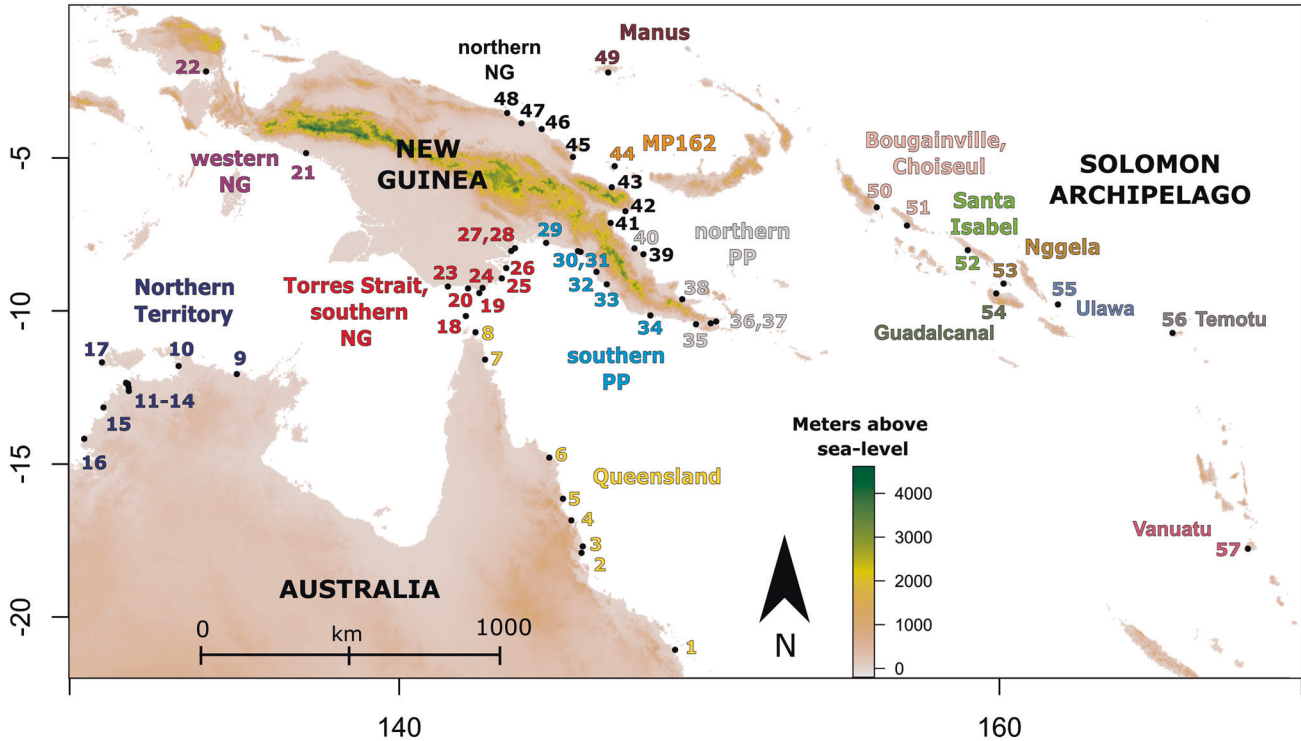 Manus
49
northern
NG
22
48
47
46
45
-5
western
NG
21
NEW
GUINEA
44
MP162
43
42
41
Bougainville,
Choiseul
50
51
SOLOMON
ARCHIPELAGO
Santa
Isabel
52
Nggela
53
27,28
29
40
39
northern
PP
30,31
26
25
24
23
20
19
18
32
33
38
34
35
36,37
54
Guadalcanal
55
Ulawa
56
Temotu
Northern
Territory
-10
Torres Strait,
southern
NG
southern
PP
17
10
9
8
7
11-14
15
16
-15
6
Queensland
5
4
3
2
1
Meters above
sea-level
4000
3000
2000
1000
0
Vanuatu
57
-20
AUSTRALIA
0
km
1000
N
140
160